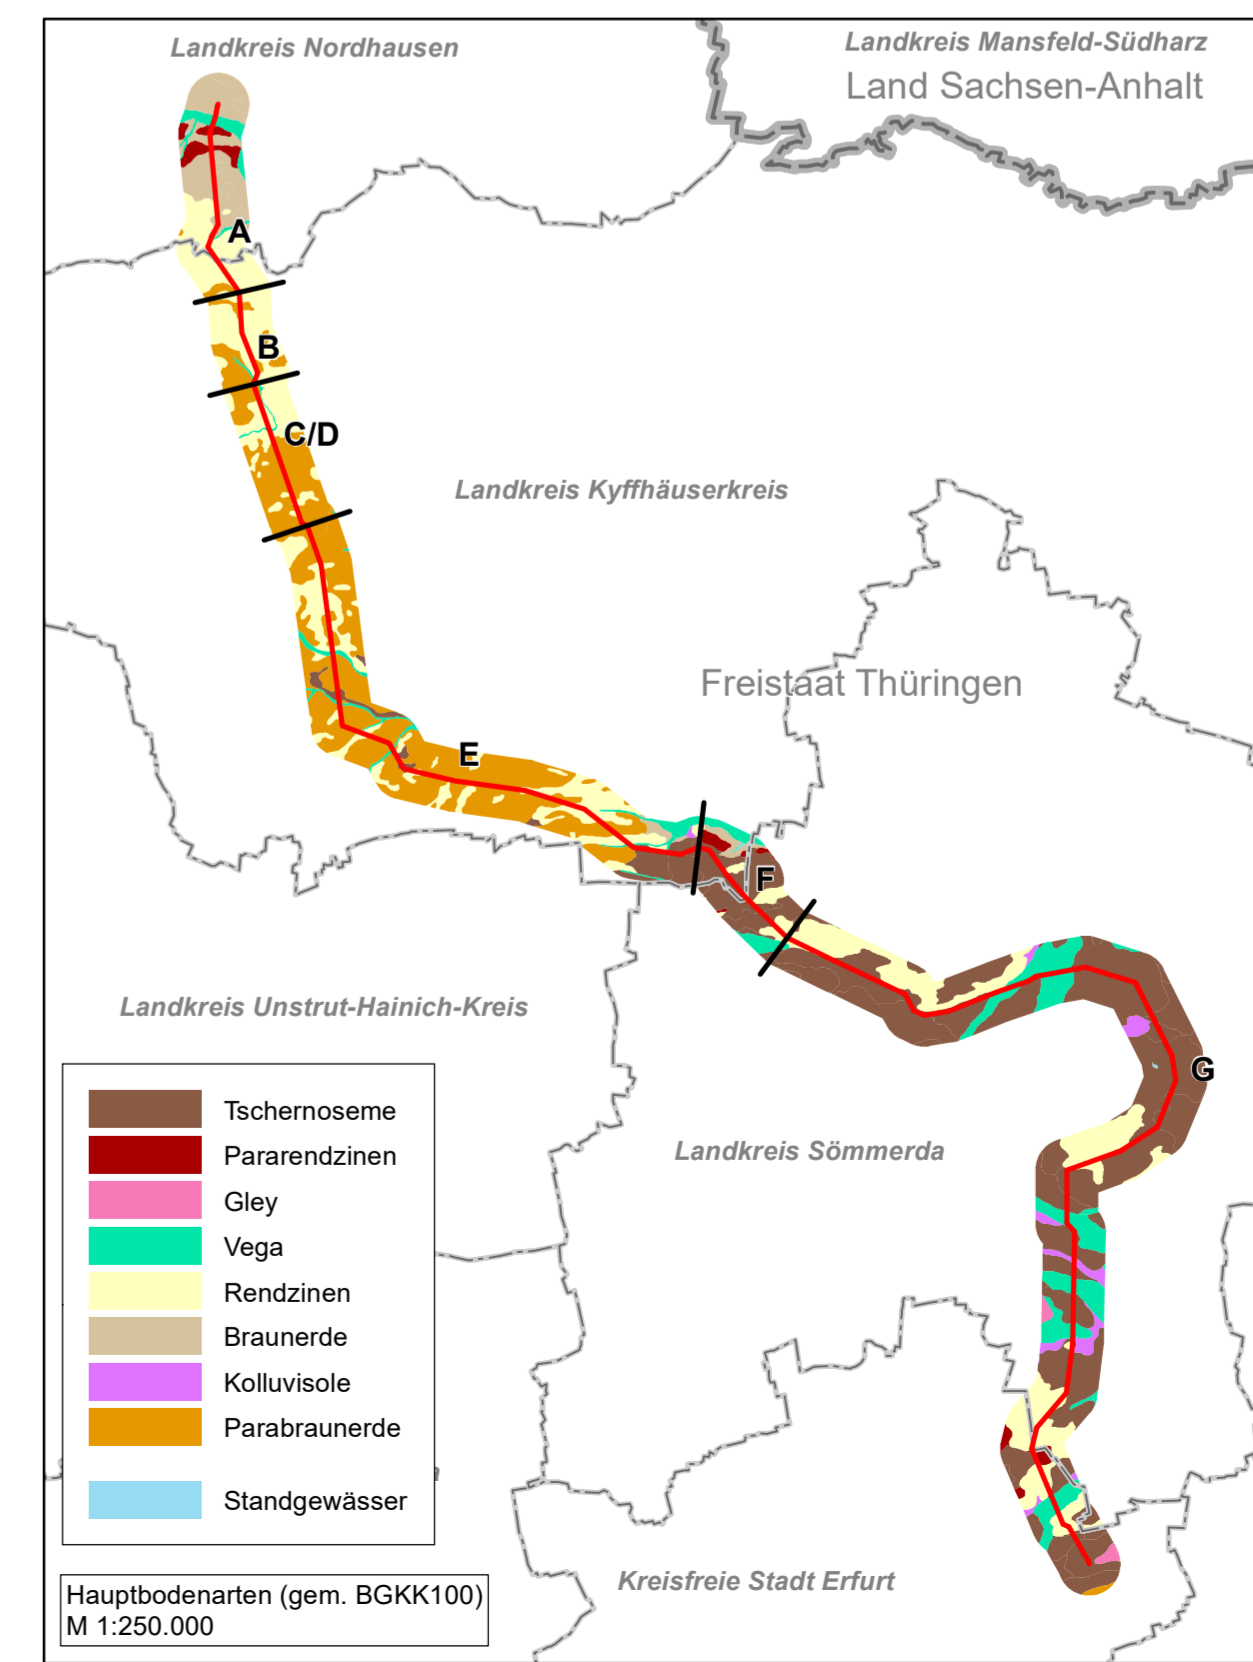 Landkreis Nordhausen
Landkreis Mansfeld-Südharz
Land Sachsen-Anhalt
A
B
C/D
Landkreis Kyffhäuserkreis
Freistaat Thüringen
E
F
Landkreis Unstrut-Hainich-Kreis
G
Landkreis Sömmerda
Tschernoseme
Pararendzinen
Gley
Vega
Rendzinen
Braunerde
Kolluvisole
Parabraunerde
Standgewässer
Kreisfreie Stadt Erfurt
Hauptbodenarten (gem. BGKK100)
M 1:250.000